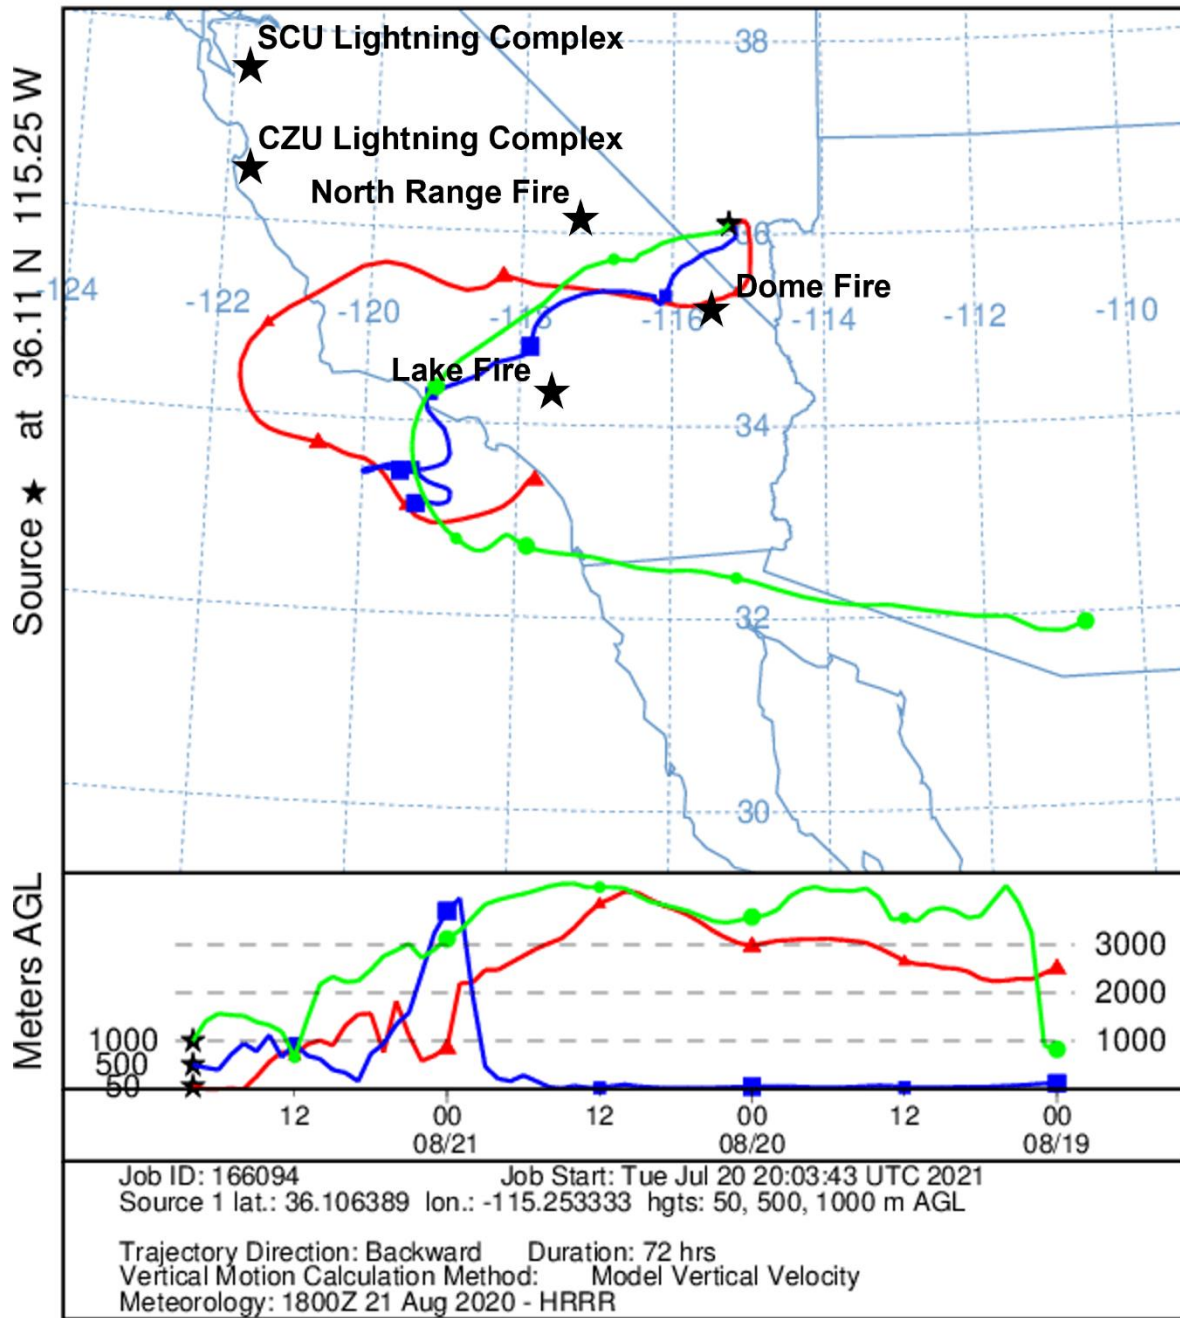 Source ★ at 36.11 N 115.25 W
SCU Lightning Complex
38
CZU Lightning Complex
North Range Fire
36
-124
-122
-120
-118
-116
Dome Fire
-114
-112
-110
Lake Fire
34
32
30
Meters AGL
3000
2000
1000
1000
500
50
12
00
12
00
12
00
08/21
08/20
08/19
Job ID: 166094 Job Start: Tue Jul 20 20:03:43 UTC 2021
Source 1 lat.: 36.106389 lon.: -115.253333 hgts: 50, 500, 1000 m AGL
Trajectory Direction: Backward Duration: 72 hrs
Vertical Motion Calculation Method: Model Vertical Velocity
Meteorology: 1800Z 21 Aug 2020 - HRRR